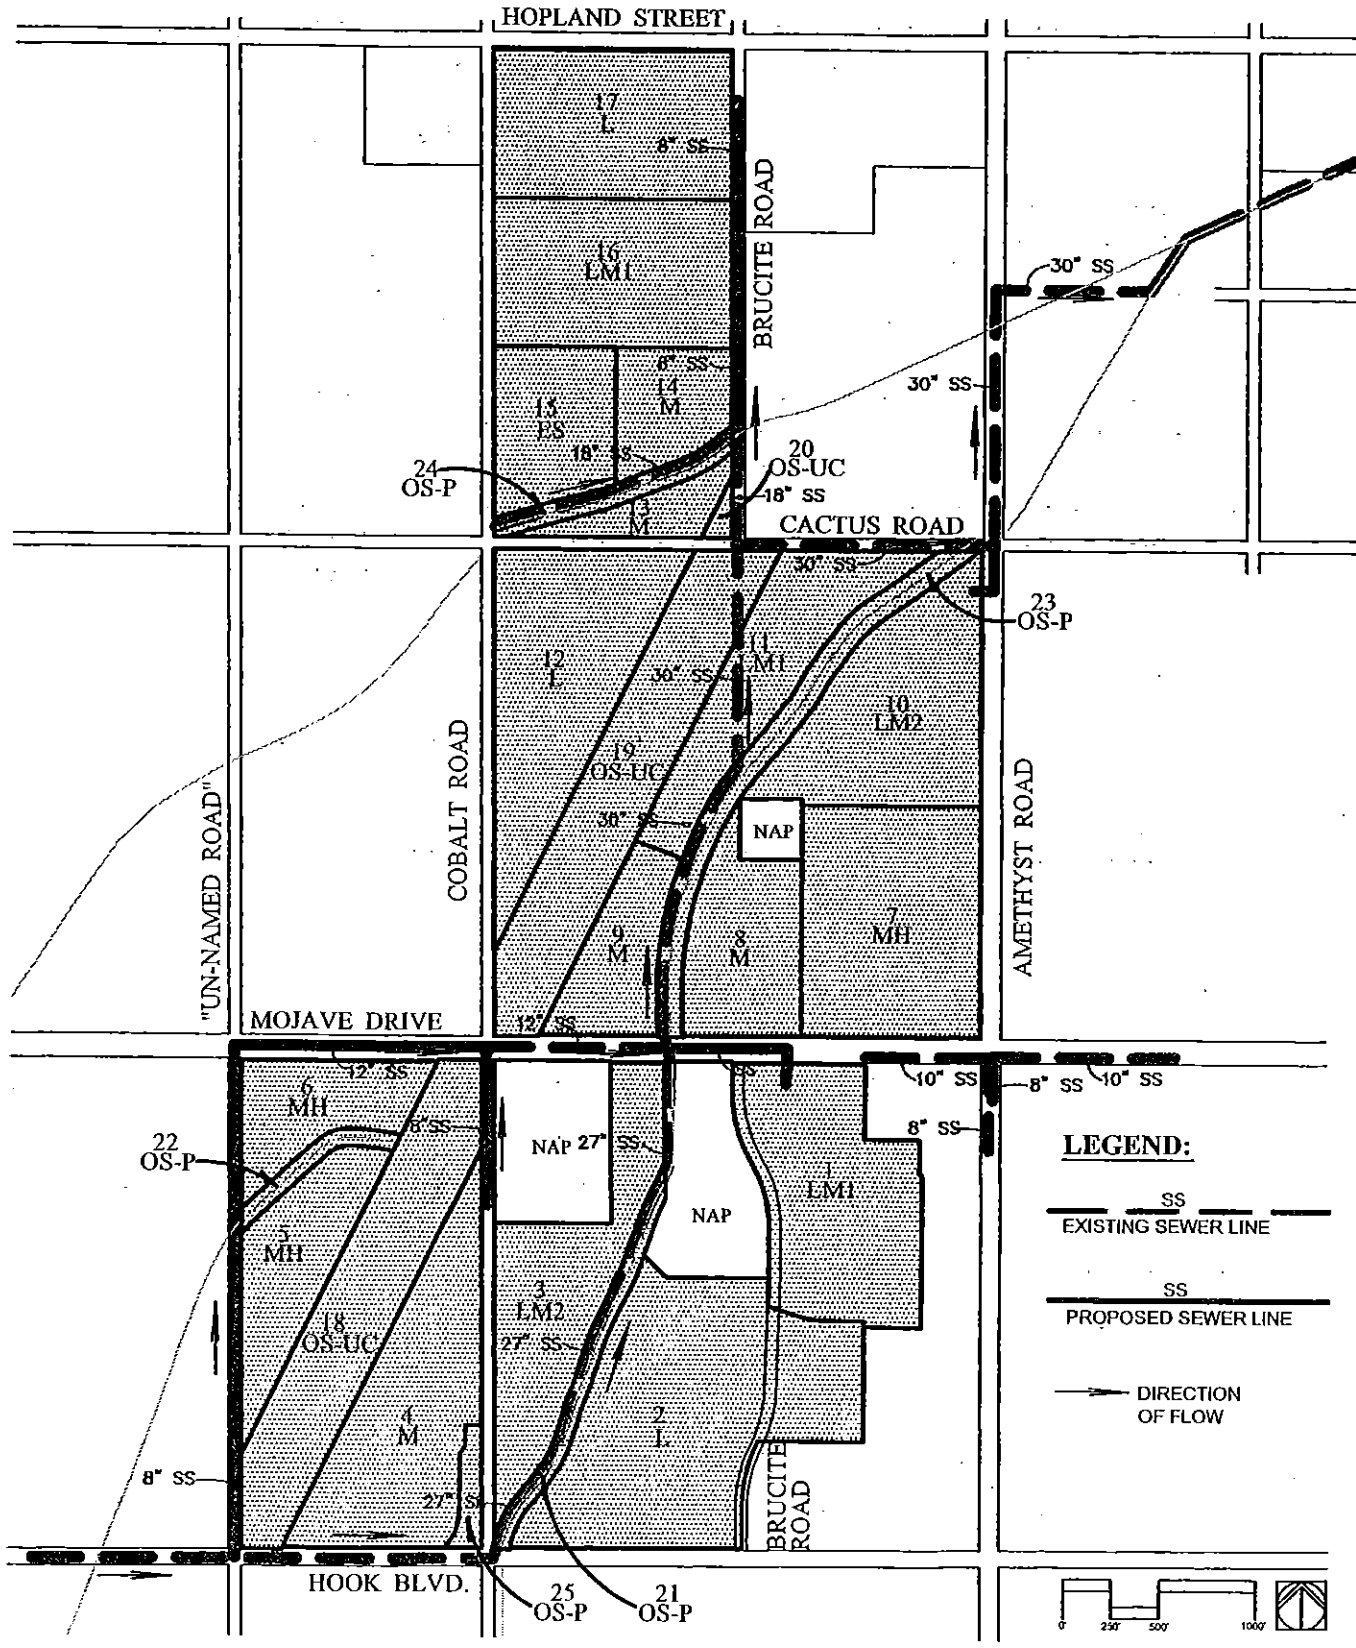 HOPLAND STREET
17
L
8" SS
BRUCITE ROAD
16
LM1
30" SS
8" SS
14
M
30" SS
15
ES
18" SS
20
OS-UC
24
OS-P
18" SS
13
M
CACTUS ROAD
30" SS
23
OS-P
11
LM1
12
L
30" SS
10
LM2
19
OS-UC
COBALT ROAD
"UN-NAMED ROAD"
AMETHYST ROAD
30" SS
NAP
7
MH
9
M
8
M
MOJAVE DRIVE
12" SS
12" SS
SS
10" SS
8" SS
10" SS
6
MH
8" SS
NAP
27" SS
8" SS
LEGEND:
22
OS-P
1
LM1
SS
EXISTING SEWER LINE
NAP
5
MH
3
LM2
SS
PROPOSED SEWER LINE
18
OS-UC
27" SS
DIRECTION
OF FLOW
4
M
2
L
8" SS
27" SS
BRUCITE
ROAD
HOOK BLVD.
25
OS-P
21
OS-P
0' 250' 500' 1000'